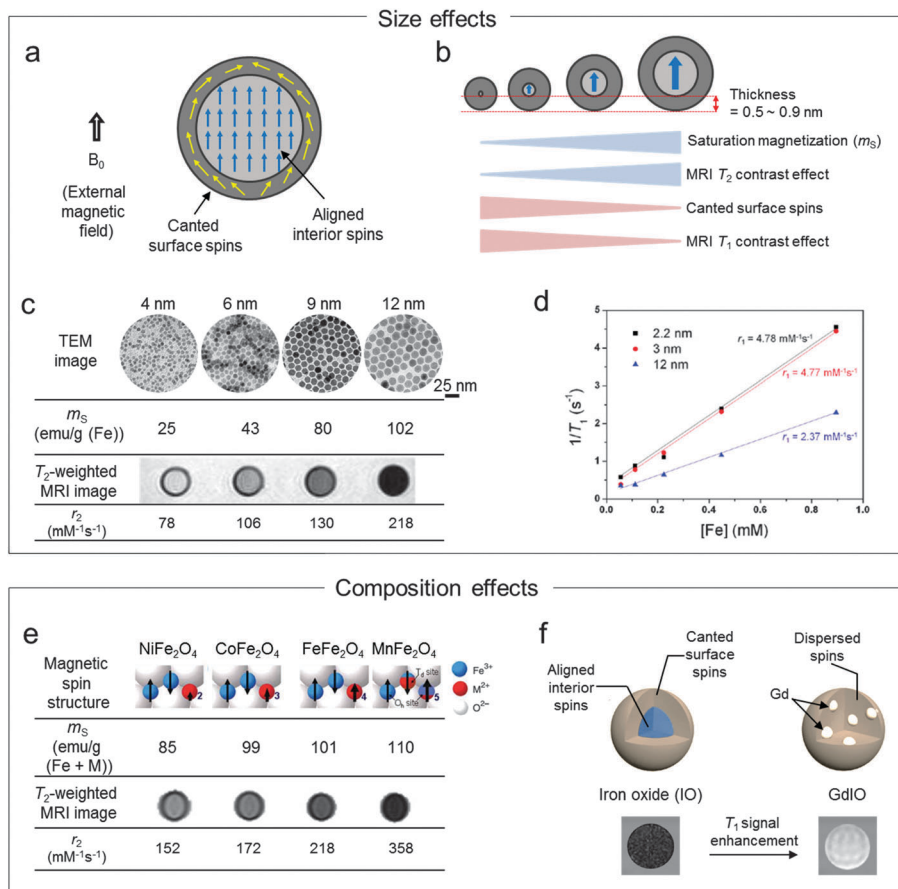 Size effects
a
B₀
(External
magnetic
field)
Canted
surface spins
Aligned
interior spins
b
Thickness
= 0.5 ~ 0.9 nm
Saturation magnetization (mₛ)
MRI T₂ contrast effect
Canted surface spins
MRI T₁ contrast effect
c
4 nm 6 nm 9 nm 12 nm
TEM
image
25 nm
mₛ
(emu/g (Fe)) 25 43 80 102
T₂-weighted
MRI image
r₂
(mM⁻¹s⁻¹) 78 106 130 218
d
2.2 nm
3 nm
12 nm
r₁ = 4.78 mM⁻¹s⁻¹
r₁ = 4.77 mM⁻¹s⁻¹
r₁ = 2.37 mM⁻¹s⁻¹
1/T₁ (s⁻¹)
5
4
3
2
1
0
0.0 0.2 0.4 0.6 0.8 1.0
[Fe] (mM)
Composition effects
e
NiFe₂O₄ CoFe₂O₄ FeFe₂O₄ MnFe₂O₄
Magnetic
spin
structure
2 3 4 5
T_d site
O_h site
Fe³⁺
M²⁺
O²⁻
mₛ
(emu/g
(Fe + M)) 85 99 101 110
T₂-weighted
MRI image
r₂
(mM⁻¹s⁻¹) 152 172 218 358
f
Aligned
interior
spins
Canted
surface
spins
Dispersed
spins
Gd
Iron oxide (IO)
GdIO
T₁ signal
enhancement